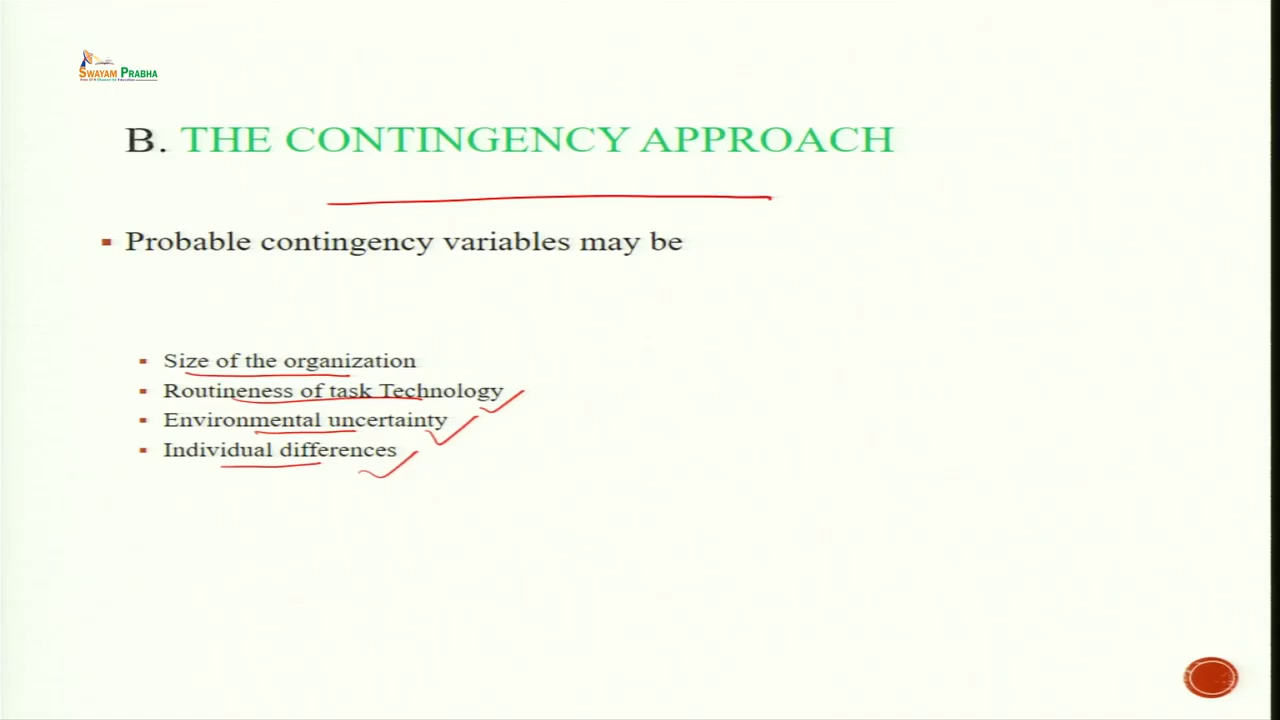 SWAYAM PRABHA
B. THE CONTINGENCY APPROACH
▪ Probable contingency variables may be
▪ Size of the organization
▪ Routineness of task Technology
▪ Environmental uncertainty
▪ Individual differences